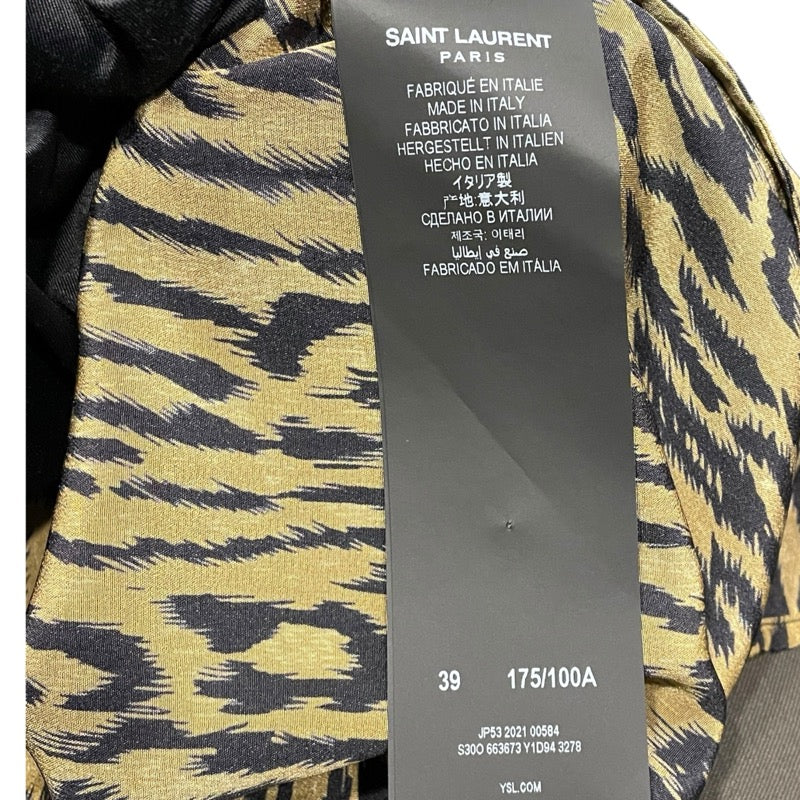 SAINT LAURENT
PARIS
FABRIQUÉ EN ITALIE
MADE IN ITALY
FABBRICATO IN ITALIA
HERGESTELLT IN ITALIEN
HECHO EN ITALIA
イタリア製
产地:意大利
СДЕЛАНО В ИТАЛИИ
제조국: 이태리
صنع في إيطاليا
FABRICADO EM ITÁLIA
39 175/100A
JP53 2021 00584
S30O 663673 Y1D94 3278
YSL.COM